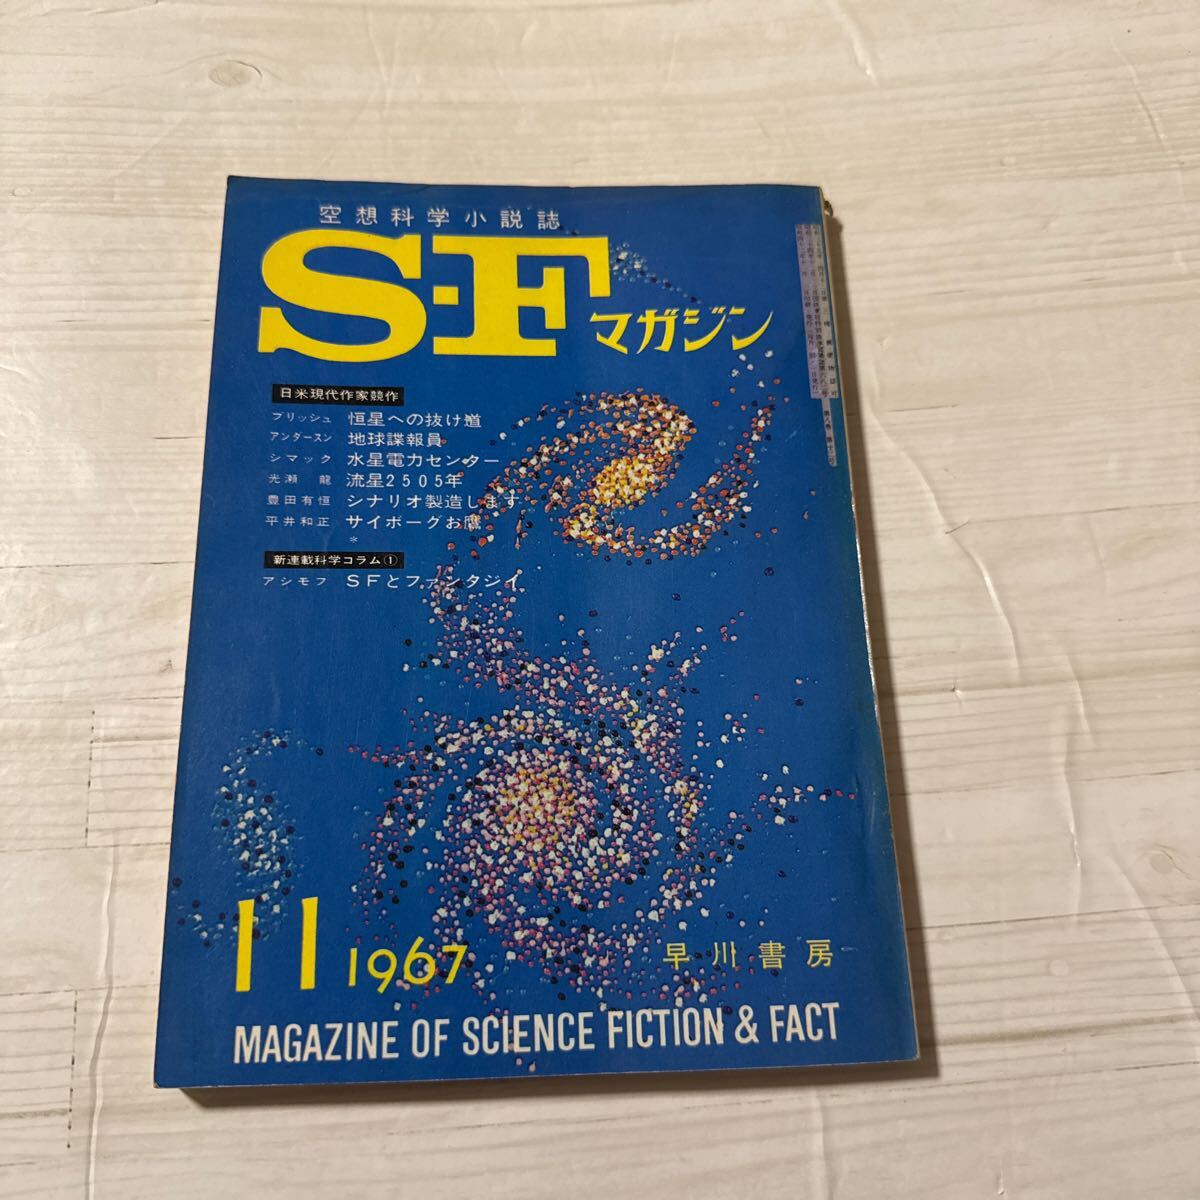 空想科学小説誌
S-Fマガジン
日米現代作家競作
ブリッシュ 恒星への抜け道
アンダースン 地球諜報員
シマック 水星電力センター
光瀬龍 流星2505年
豊田有恒 シナリオ製造します
平井和正 サイボーグお鷹
*
新連載科学コラム①
アシモフ SFとファンタジイ
11 1967
早川書房
MAGAZINE OF SCIENCE FICTION & FACT